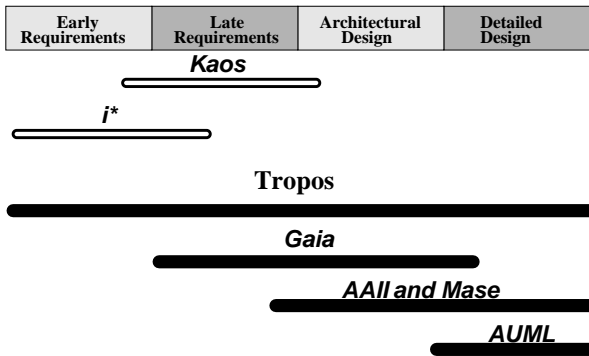 Early Late Architectural Detailed
Requirements Requirements Design Design
Kaos
i*
Tropos
Gaia
AAII and Mase
AUML